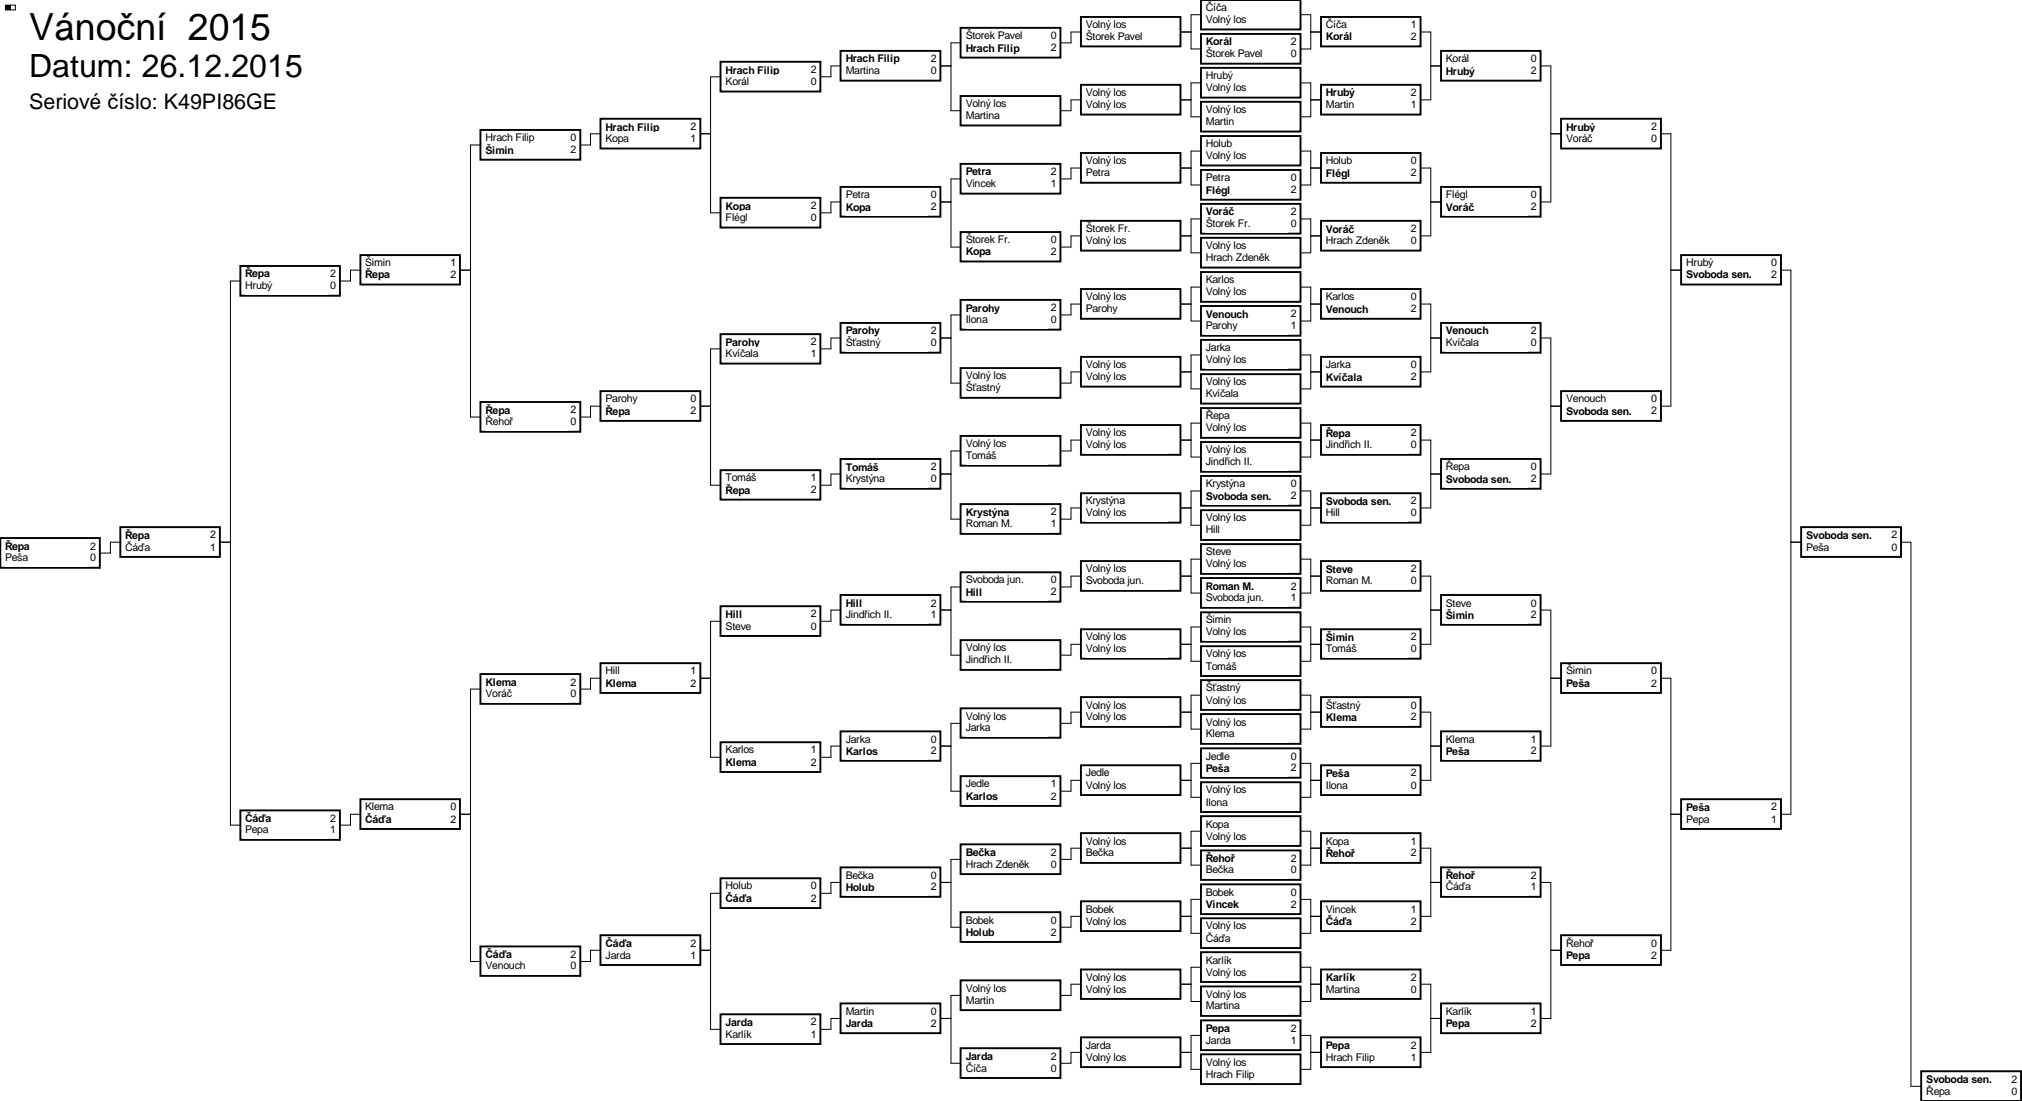 Vánoční 2015
Datum: 26.12.2015
Seriové číslo: K49PI86GE
Řepa 2
Peša 0
Řepa 2
Čáďa 1
Řepa 2
Hrubý 0
Čáďa 2
Pepa 1
Šimin 1
Řepa 2
Klema 0
Čáďa 2
Hrach Filip 0
Šimin 2
Řepa 2
Řehoř 0
Klema 2
Voráč 0
Čáďa 2
Venouch 0
Hrach Filip 2
Kopa 1
Parohy 0
Řepa 2
Hill 1
Klema 2
Čáďa 2
Jarda 1
Hrach Filip 2
Korál 0
Kopa 2
Flégl 0
Parohy 2
Kvíčala 1
Tomáš 1
Řepa 2
Hill 2
Steve 0
Karlos 1
Klema 2
Holub 0
Čáďa 2
Jarda 2
Karlík 1
Hrach Filip 2
Martina 0
Petra 0
Kopa 2
Parohy 2
Šťastný 0
Tomáš 2
Krystýna 0
Hill 2
Jindřich II. 1
Jarka 0
Karlos 2
Bečka 0
Holub 2
Martin 0
Jarda 2
Štorek Pavel 0
Hrach Filip 2
Volný los
Martina
Petra 2
Vincek 1
Štorek Fr. 0
Kopa 2
Parohy 2
Ilona 0
Volný los
Šťastný
Volný los
Tomáš
Krystýna 2
Roman M. 1
Svoboda jun. 0
Hill 2
Volný los
Jindřich II.
Volný los
Jarka
Jedle 1
Karlos 2
Bečka 2
Hrach Zdeněk 0
Bobek 0
Holub 2
Volný los
Martin
Jarda 2
Číča 0
Volný los
Štorek Pavel
Volný los
Volný los
Volný los
Petra
Štorek Fr.
Volný los
Volný los
Parohy
Volný los
Volný los
Volný los
Volný los
Krystýna
Volný los
Volný los
Svoboda jun.
Volný los
Volný los
Volný los
Volný los
Jedle
Volný los
Volný los
Bečka
Bobek
Volný los
Volný los
Volný los
Jarda
Volný los
Číča
Volný los
Korál 2
Štorek Pavel 0
Hrubý
Volný los
Volný los
Martin
Holub
Volný los
Petra 0
Flégl 2
Voráč 2
Štorek Fr. 0
Volný los
Hrach Zdeněk
Karlos
Volný los
Venouch 2
Parohy 1
Jarka
Volný los
Volný los
Kvíčala
Řepa
Volný los
Volný los
Jindřich II.
Krystýna 0
Svoboda sen. 2
Volný los
Hill
Steve
Volný los
Roman M. 2
Svoboda jun. 1
Šimin
Volný los
Volný los
Tomáš
Šťastný
Volný los
Volný los
Klema
Jedle 0
Peša 2
Volný los
Ilona
Kopa
Volný los
Řehoř 2
Bečka 0
Bobek 0
Vincek 2
Volný los
Čáďa
Karlík
Volný los
Volný los
Martina
Pepa 2
Jarda 1
Volný los
Hrach Filip
Číča 1
Korál 2
Hrubý 2
Martin 1
Holub 0
Flégl 2
Voráč 2
Hrach Zdeněk 0
Karlos 0
Venouch 2
Jarka 0
Kvíčala 2
Řepa 2
Jindřich II. 0
Svoboda sen. 2
Hill 0
Steve 2
Roman M. 0
Šimin 2
Tomáš 0
Šťastný 0
Klema 2
Peša 2
Ilona 0
Kopa 1
Řehoř 2
Vincek 1
Čáďa 2
Karlík 2
Martina 0
Pepa 2
Hrach Filip 1
Korál 0
Hrubý 2
Flégl 0
Voráč 2
Venouch 2
Kvíčala 0
Řepa 0
Svoboda sen. 2
Steve 0
Šimin 2
Klema 1
Peša 2
Řehoř 2
Čáďa 1
Karlík 1
Pepa 2
Hrubý 2
Voráč 0
Venouch 0
Svoboda sen. 2
Šimin 0
Peša 2
Řehoř 0
Pepa 2
Hrubý 0
Svoboda sen. 2
Peša 2
Pepa 1
Svoboda sen. 2
Peša 0
Svoboda sen. 2
Řepa 0